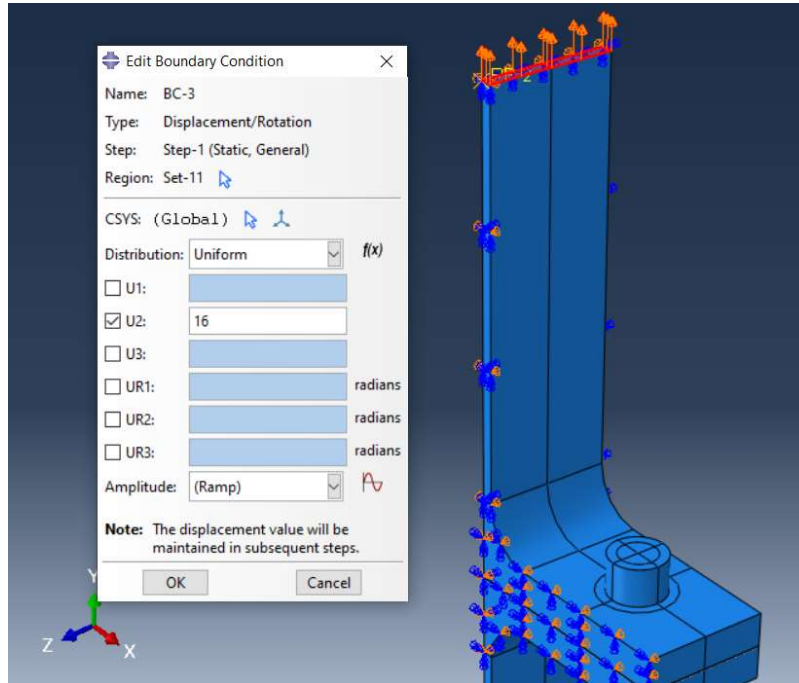 Edit Boundary Condition
Name: BC-3
Type: Displacement/Rotation
Step: Step-1 (Static, General)
Region: Set-11
CSYS: (Global)
Distribution: Uniform f(x)
U1:
U2: 16
U3:
UR1: radians
UR2: radians
UR3: radians
Amplitude: (Ramp)
Note: The displacement value will be
maintained in subsequent steps.
OK Cancel
Y
Z X